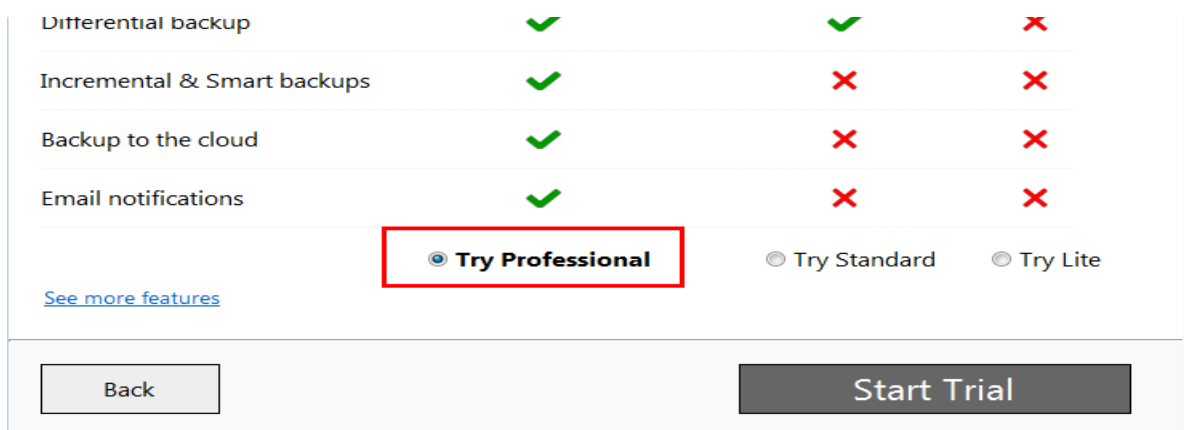 Differential backup
Incremental & Smart backups
Backup to the cloud
Email notifications
Try Professional Try Standard Try Lite
See more features
Back Start Trial